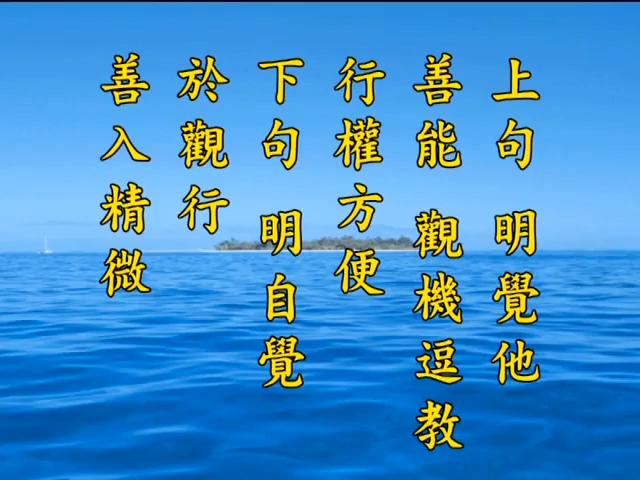 上句 明覺他
善能 觀機逗教
行權方便
下句 明自覺
於觀行
善入精微